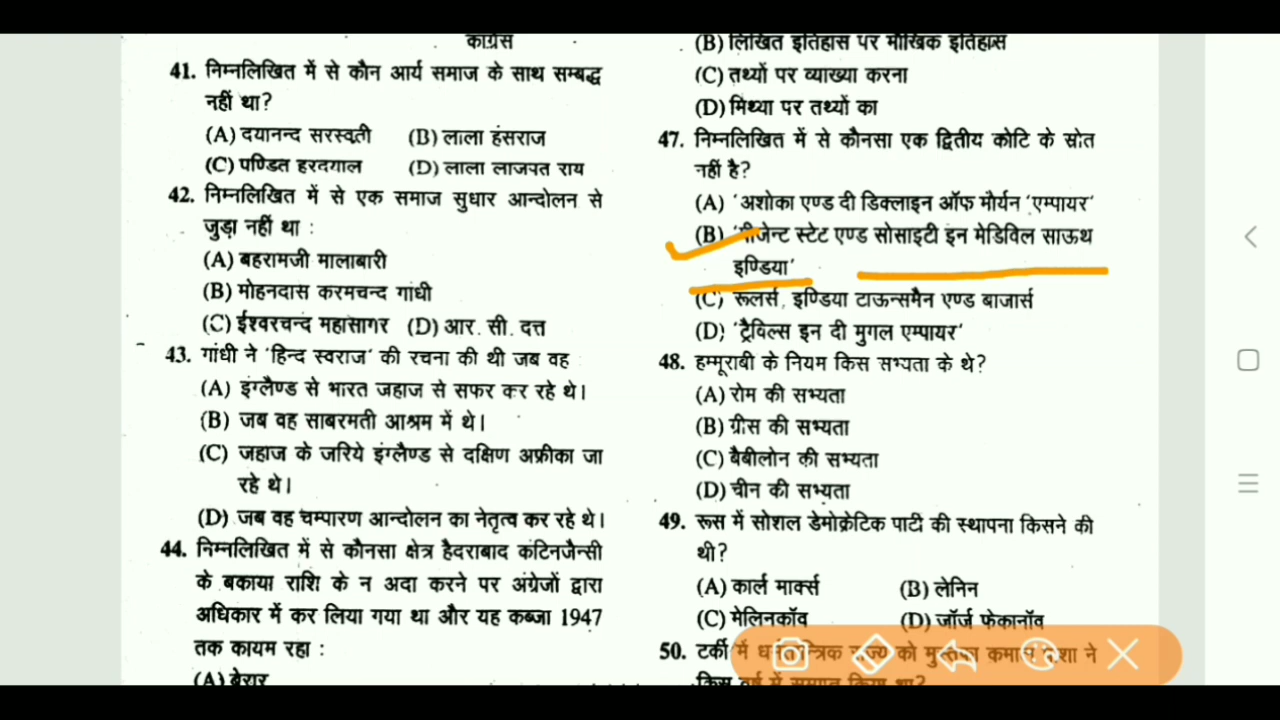 कांग्रेस
41. निम्नलिखित में से कौन आर्य समाज के साथ सम्बद्ध
नहीं था?
(A) दयानन्द सरस्वती (B) लाला हंसराज
(C) पण्डित हरदयाल (D) लाला लाजपत राय
42. निम्नलिखित में से एक समाज सुधार आन्दोलन से
जुड़ा नहीं था :
(A) बहरामजी मालाबारी
(B) मोहनदास करमचन्द गांधी
(C) ईश्वरचन्द महासागर (D) आर. सी. दत्त
43. गांधी ने 'हिन्द स्वराज' की रचना की थी जब वह
(A) इंग्लैण्ड से भारत जहाज से सफर कर रहे थे।
(B) जब वह साबरमती आश्रम में थे।
(C) जहाज के जरिये इंग्लैण्ड से दक्षिण अफ्रीका जा
रहे थे।
(D) जब वह चम्पारण आन्दोलन का नेतृत्व कर रहे थे।
44. निम्नलिखित में से कौनसा क्षेत्र हैदराबाद कंटिनजैन्सी
के बकाया राशि के न अदा करने पर अंग्रेजों द्वारा
अधिकार में कर लिया गया था और यह कब्जा 1947
तक कायम रहा :
(A) बेरार
(B) लिखित इतिहास पर मौखिक इतिहास
(C) तथ्यों पर व्याख्या करना
(D) मिथ्या पर तथ्यों का
47. निम्नलिखित में से कौनसा एक द्वितीय कोटि के स्रोत
नहीं है?
(A) 'अशोका एण्ड दी डिक्लाइन ऑफ मौर्यन 'एम्पायर'
(B) 'पीजेन्ट स्टेट एण्ड सोसाइटी इन मेडिविल साऊथ
इण्डिया'
(C) रूलर्स, इण्डिया टाऊन्समैन एण्ड बाजार्स
(D) 'ट्रैविल्स इन दी मुगल एम्पायर'
48. हम्मूराबी के नियम किस सभ्यता के थे?
(A) रोम की सभ्यता
(B) ग्रीस की सभ्यता
(C) बैबीलोन की सभ्यता
(D) चीन की सभ्यता
49. रूस में सोशल डेमोक्रेटिक पार्टी की स्थापना किसने की
थी?
(A) कार्ल मार्क्स (B) लेनिन
(C) मेलिनकॉव (D) जॉर्ज फेकानॉव
50. टर्की में राज्य को मुस्तफा कमाल पाशा ने
किस वर्ष में समाप्त किया था?